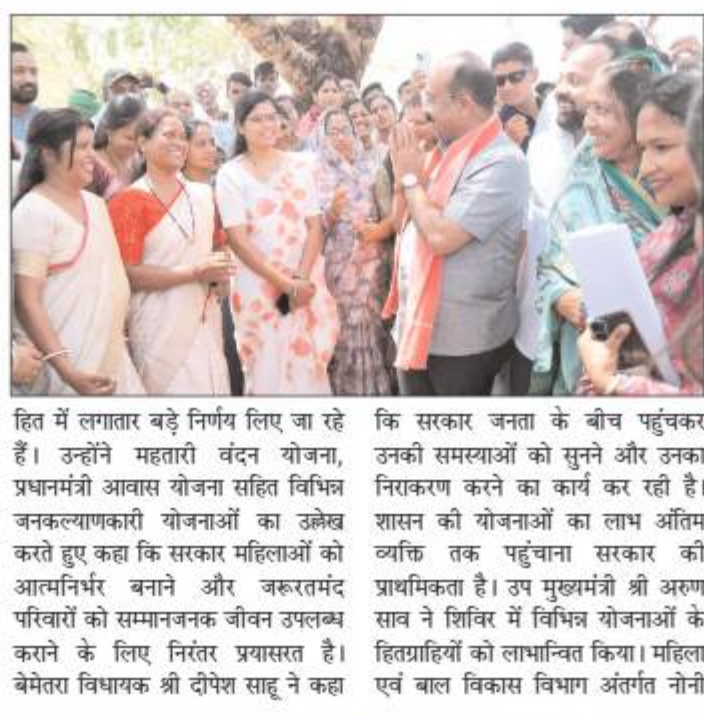 हित में लगातार बड़े निर्णय लिए जा रहे
हैं। उन्होंने महतारी वंदन योजना,
प्रधानमंत्री आवास योजना सहित विभिन्न
जनकल्याणकारी योजनाओं का उल्लेख
करते हुए कहा कि सरकार महिलाओं को
आत्मनिर्भर बनाने और जरूरतमंद
परिवारों को सम्मानजनक जीवन उपलब्ध
कराने के लिए निरंतर प्रयासरत है।
बेमेतरा विधायक श्री दीपेश साहू ने कहा
कि सरकार जनता के बीच पहुंचकर
उनकी समस्याओं को सुनने और उनका
निराकरण करने का कार्य कर रही है।
शासन की योजनाओं का लाभ अंतिम
व्यक्ति तक पहुंचाना सरकार की
प्राथमिकता है। उप मुख्यमंत्री श्री अरुण
साव ने शिविर में विभिन्न योजनाओं के
हितग्राहियों को लाभान्वित किया। महिला
एवं बाल विकास विभाग अंतर्गत नोनी